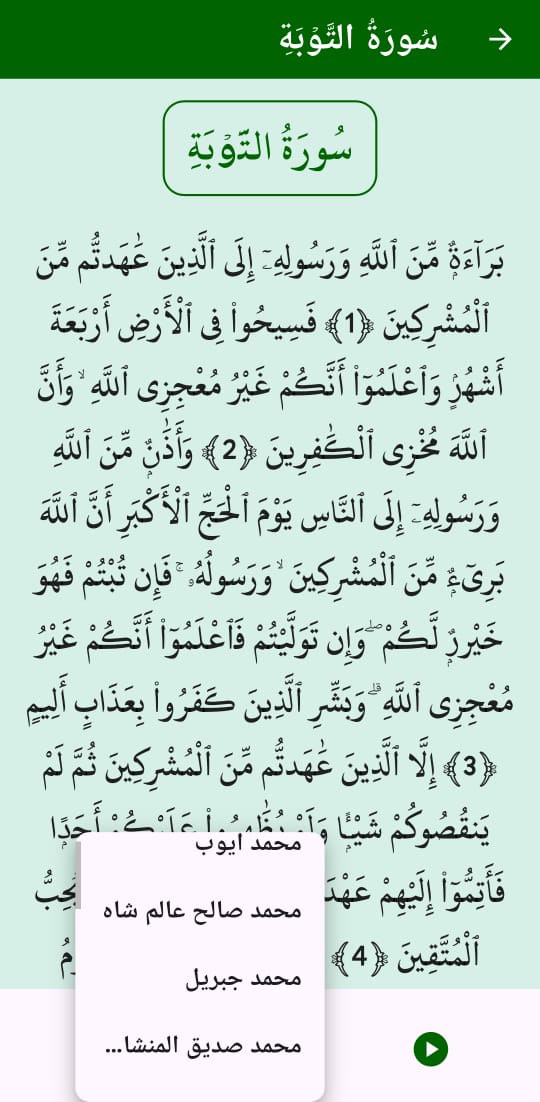 سُورَةُ التَّوۡبَةِ
سُورَةُ التَّوۡبَةِ
بَرَآءَةٌ مِّنَ ٱللَّهِ وَرَسُولِهِۦٓ إِلَى ٱلَّذِينَ عَٰهَدتُّم مِّنَ
ٱلْمُشْرِكِينَ ﴿1﴾ فَسِيحُوا۟ فِى ٱلْأَرْضِ أَرْبَعَةَ
أَشْهُرٍ وَٱعْلَمُوٓا۟ أَنَّكُمْ غَيْرُ مُعْجِزِى ٱللَّهِ ۙ وَأَنَّ
ٱللَّهَ مُخْزِى ٱلْكَٰفِرِينَ ﴿2﴾ وَأَذَٰنٌ مِّنَ ٱللَّهِ
وَرَسُولِهِۦٓ إِلَى ٱلنَّاسِ يَوْمَ ٱلْحَجِّ ٱلْأَكْبَرِ أَنَّ ٱللَّهَ
بَرِىٓءٌ مِّنَ ٱلْمُشْرِكِينَ ۙ وَرَسُولُهُۥ ۚ فَإِن تُبْتُمْ فَهُوَ
خَيْرٌ لَّكُمْ ۖ وَإِن تَوَلَّيْتُمْ فَٱعْلَمُوٓا۟ أَنَّكُمْ غَيْرُ
مُعْجِزِى ٱللَّهِ ۗ وَبَشِّرِ ٱلَّذِينَ كَفَرُوا۟ بِعَذَابٍ أَلِيمٍ
﴿3﴾ إِلَّا ٱلَّذِينَ عَٰهَدتُّم مِّنَ ٱلْمُشْرِكِينَ ثُمَّ لَمْ
يَنقُصُوكُمْ شَيْـًٔا وَلَمْ يُظَٰهِرُوا۟ عَلَيْكُمْ أَحَدًا
فَأَتِمُّوٓا۟ إِلَيْهِمْ عَهْدَ
ٱلْمُتَّقِينَ ﴿4﴾
محمد ايوب
محمد صالح عالم شاه
محمد جبريل
محمد صديق المنشا...